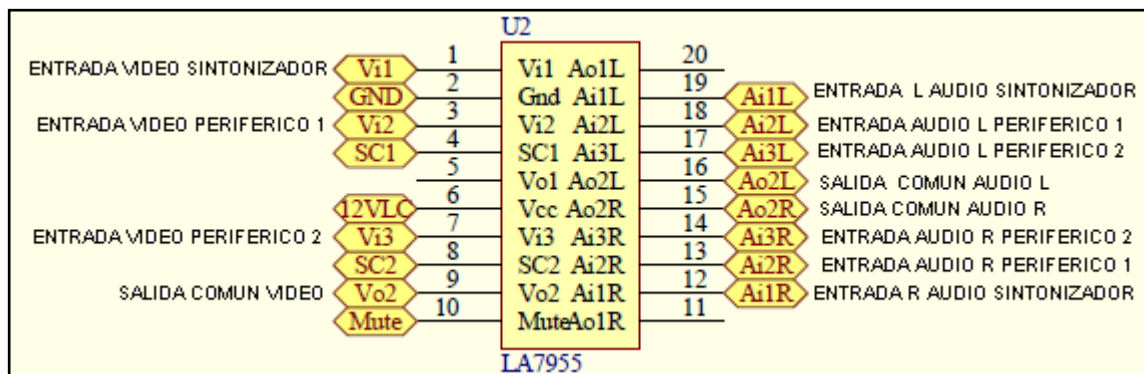 U2
ENTRADA VIDEO SINTONIZADOR Vi1 1 Vi1 Ao1L 20
GND 2 Gnd Ai1L 19 Ai1L ENTRADA L AUDIO SINTONIZADOR
ENTRADA VIDEO PERIFERICO 1 Vi2 3 Vi2 Ai2L 18 Ai2L ENTRADA AUDIO L PERIFERICO 1
SC1 4 SC1 Ai3L 17 Ai3L ENTRADA AUDIO L PERIFERICO 2
5 Vo1 Ao2L 16 Ao2L SALIDA COMUN AUDIO L
12VLC 6 Vcc Ao2R 15 Ao2R SALIDA COMUN AUDIO R
ENTRADA VIDEO PERIFERICO 2 Vi3 7 Vi3 Ai3R 14 Ai3R ENTRADA AUDIO R PERIFERICO 2
SC2 8 SC2 Ai2R 13 Ai2R ENTRADA AUDIO R PERIFERICO 1
SALIDA COMUN VIDEO Vo2 9 Vo2 Ai1R 12 Ai1R ENTRADA R AUDIO SINTONIZADOR
Mute 10 Mute Ao1R 11
LA7955